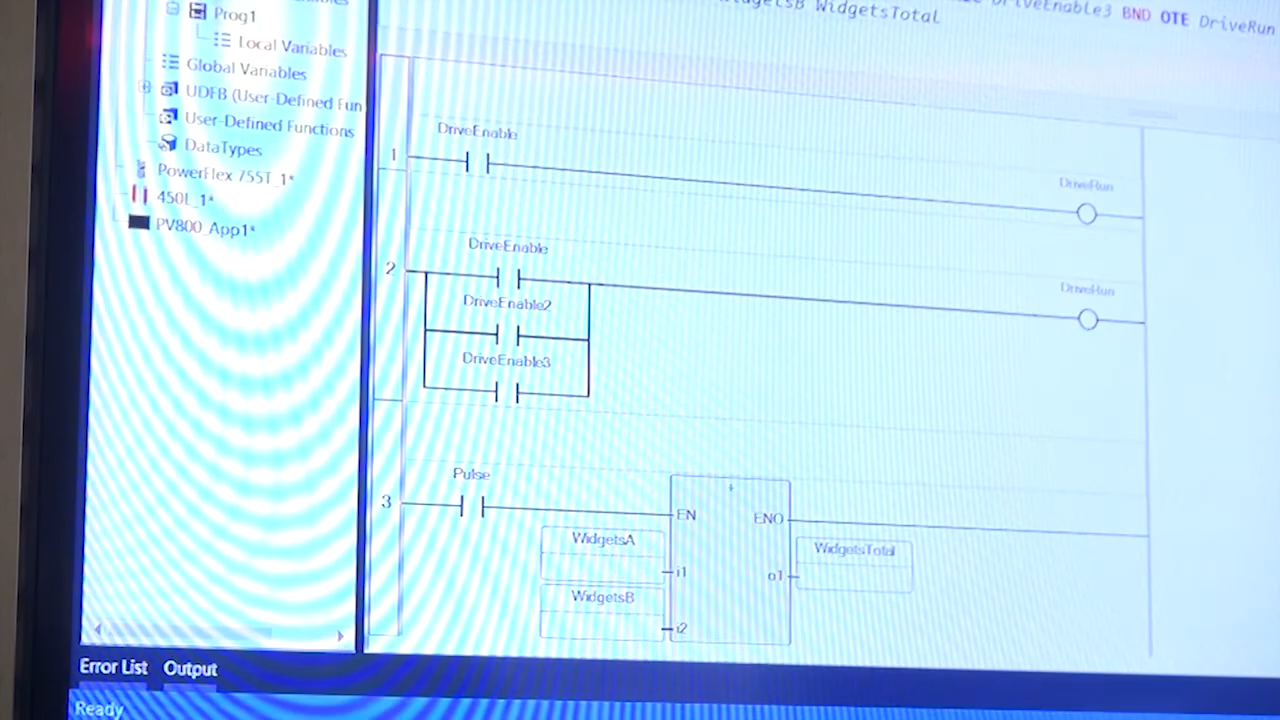 Prog1
Local Variables
Global Variables
UDFB (User-Defined Fun
User-Defined Functions
DataTypes
PowerFlex 755T_1*
450L_1*
PV800_App1*
WidgetsB WidgetsTotal
DriveEnable3 BND OTE DriveRun
1
DriveEnable
DriveRun
2
DriveEnable
DriveRun
DriveEnable2
DriveEnable3
3
Pulse
+
EN
ENO
WidgetsA
i1
WidgetsTotal
o1
WidgetsB
i2
Error List Output
Ready